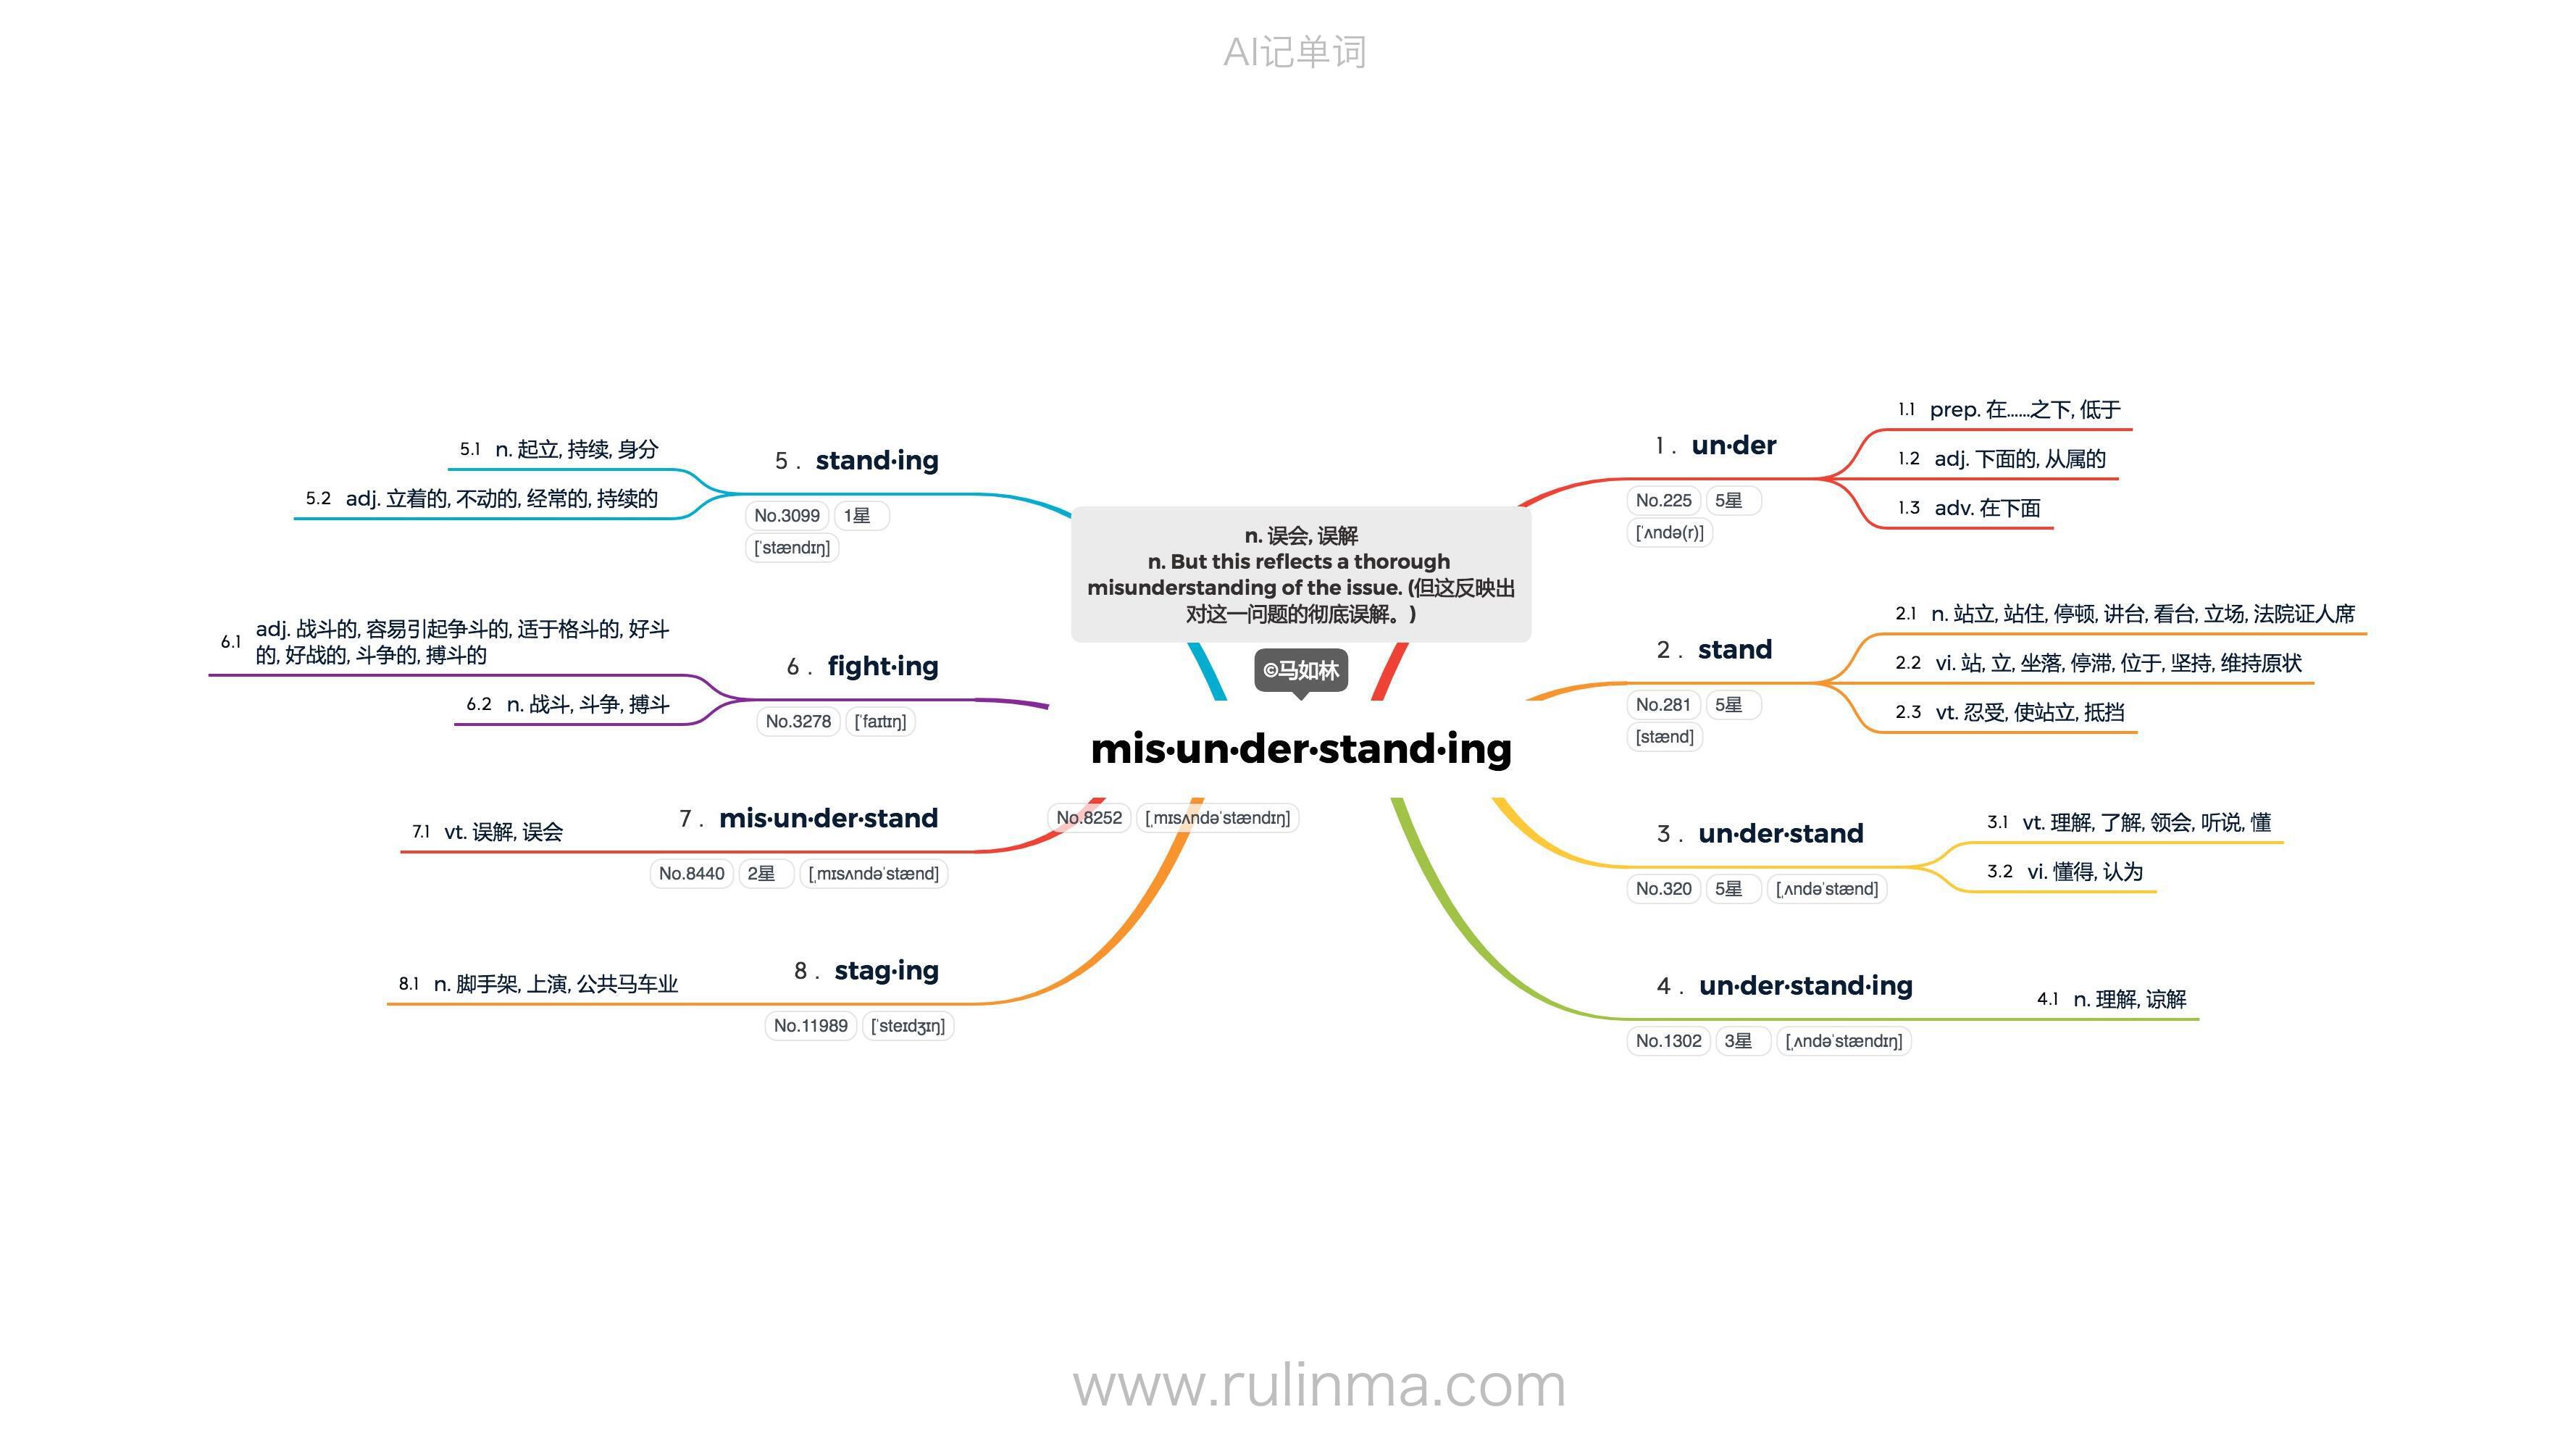 AI记单词
n. 误会, 误解
n. But this reflects a thorough
misunderstanding of the issue. (但这反映出
对这一问题的彻底误解。)
©马如林
mis·un·der·stand·ing
No.8252 [ˌmɪsʌndəˈstændɪŋ]
1 . un·der
No.225 5星
[ˈʌndə(r)]
1.1 prep. 在……之下, 低于
1.2 adj. 下面的, 从属的
1.3 adv. 在下面
2 . stand
No.281 5星
[stænd]
2.1 n. 站立, 站住, 停顿, 讲台, 看台, 立场, 法院证人席
2.2 vi. 站, 立, 坐落, 停滞, 位于, 坚持, 维持原状
2.3 vt. 忍受, 使站立, 抵挡
3 . un·der·stand
No.320 5星 [ˌʌndəˈstænd]
3.1 vt. 理解, 了解, 领会, 听说, 懂
3.2 vi. 懂得, 认为
4 . un·der·stand·ing
No.1302 3星 [ˌʌndəˈstændɪŋ]
4.1 n. 理解, 谅解
5 . stand·ing
No.3099 1星
[ˈstændɪŋ]
5.1 n. 起立, 持续, 身分
5.2 adj. 立着的, 不动的, 经常的, 持续的
6 . fight·ing
No.3278 [ˈfaɪtɪŋ]
6.1 adj. 战斗的, 容易引起争斗的, 适于格斗的, 好斗
的, 好战的, 斗争的, 搏斗的
6.2 n. 战斗, 斗争, 搏斗
7 . mis·un·der·stand
No.8440 2星 [ˌmɪsʌndəˈstænd]
7.1 vt. 误解, 误会
8 . stag·ing
No.11989 [ˈsteɪdʒɪŋ]
8.1 n. 脚手架, 上演, 公共马车业
www.rulinma.com